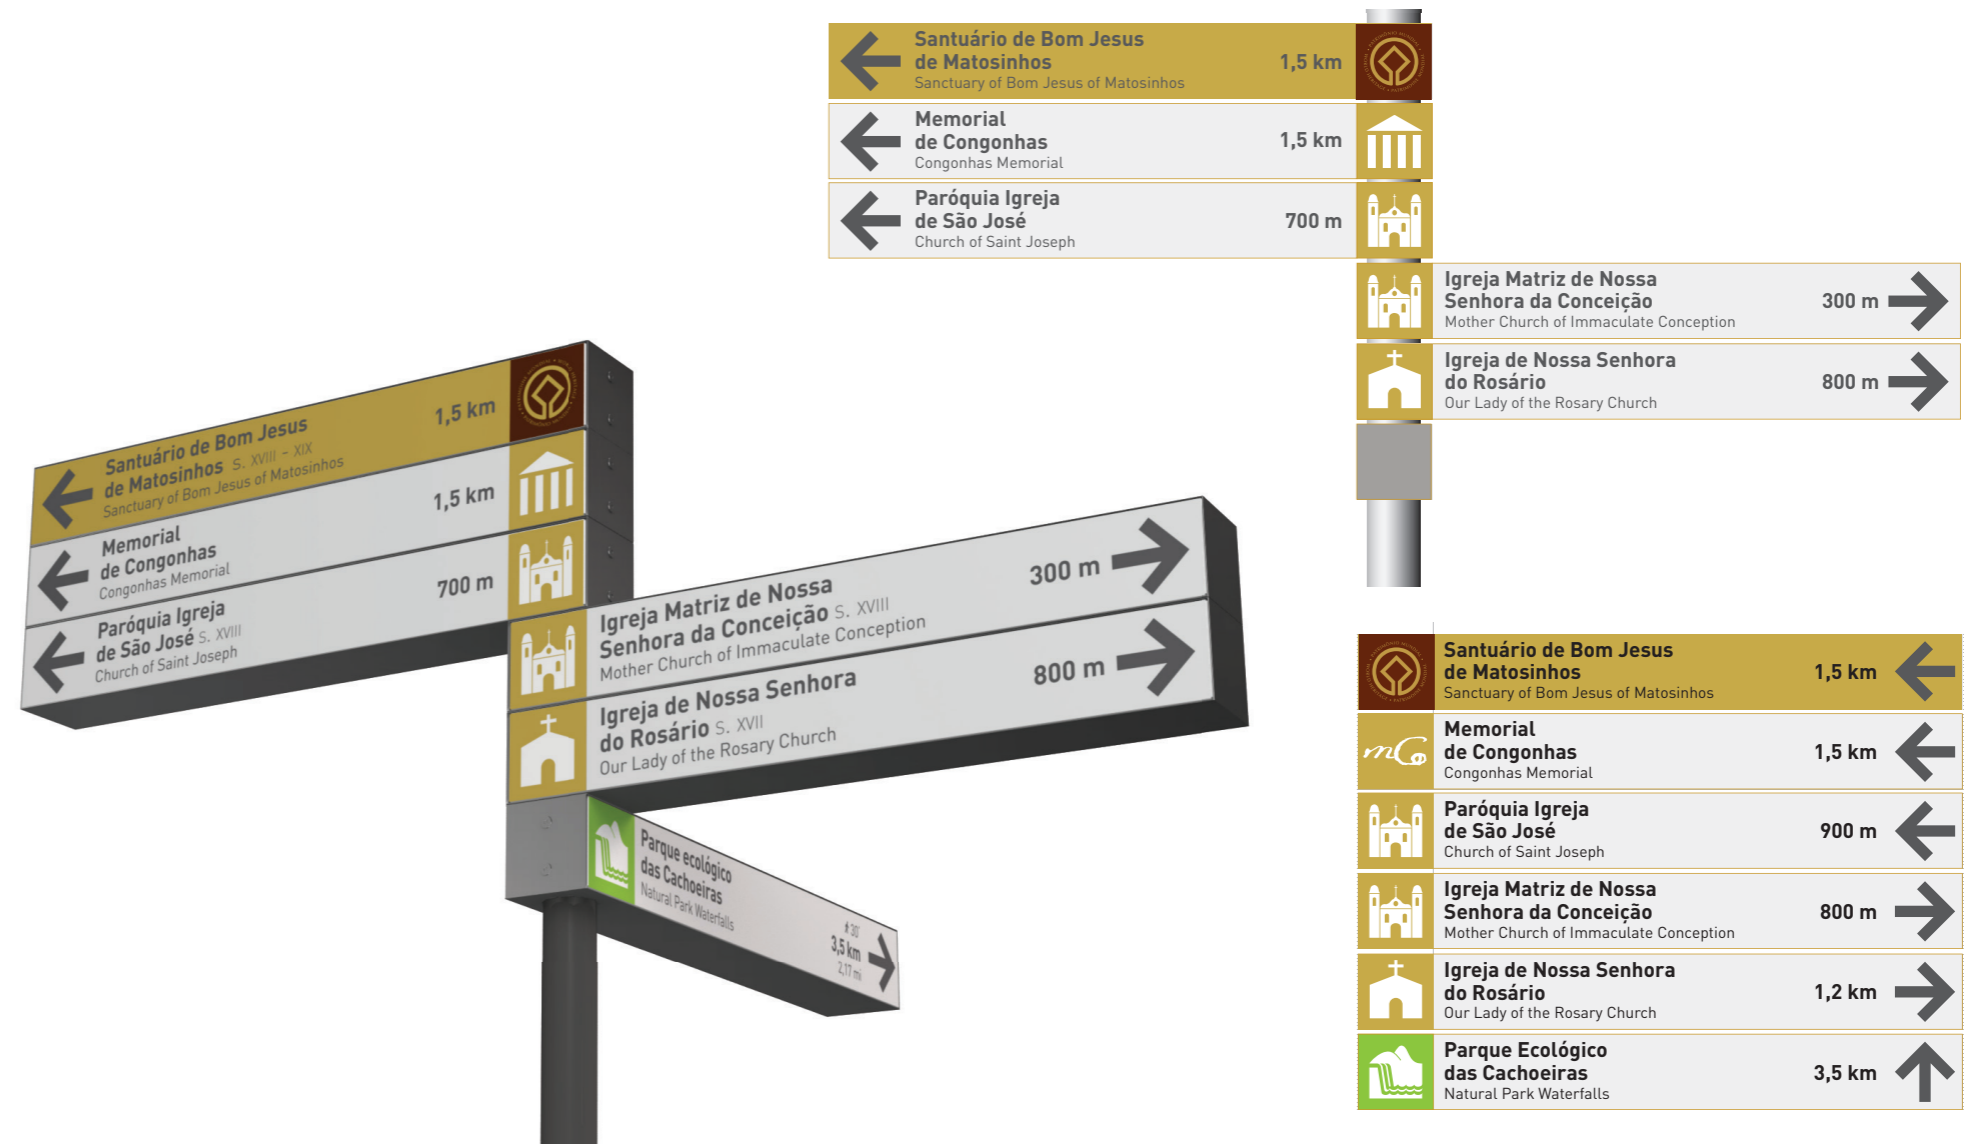 Santuário de Bom Jesus
de Matosinhos
Sanctuary of Bom Jesus of Matosinhos
1,5 km
Memorial
de Congonhas
Congonhas Memorial
1,5 km
Paróquia Igreja
de São José
Church of Saint Joseph
700 m
Igreja Matriz de Nossa
Senhora da Conceição
Mother Church of Immaculate Conception
300 m
Igreja de Nossa Senhora
do Rosário
Our Lady of the Rosary Church
800 m
Santuário de Bom Jesus
de Matosinhos S. XVIII - XIX
Sanctuary of Bom Jesus of Matosinhos
1,5 km
Memorial
de Congonhas
Congonhas Memorial
1,5 km
Paróquia Igreja
de São José S. XVIII
Church of Saint Joseph
700 m
Igreja Matriz de Nossa
Senhora da Conceição S. XVIII
Mother Church of Immaculate Conception
300 m
Igreja de Nossa Senhora
do Rosário S. XVII
Our Lady of the Rosary Church
800 m
Parque ecológico
das Cachoeiras
Natural Park Waterfalls
30'
3,5 km
2,17 mi
Santuário de Bom Jesus
de Matosinhos
Sanctuary of Bom Jesus of Matosinhos
1,5 km
Memorial
de Congonhas
Congonhas Memorial
1,5 km
Paróquia Igreja
de São José
Church of Saint Joseph
900 m
Igreja Matriz de Nossa
Senhora da Conceição
Mother Church of Immaculate Conception
800 m
Igreja de Nossa Senhora
do Rosário
Our Lady of the Rosary Church
1,2 km
Parque Ecológico
das Cachoeiras
Natural Park Waterfalls
3,5 km